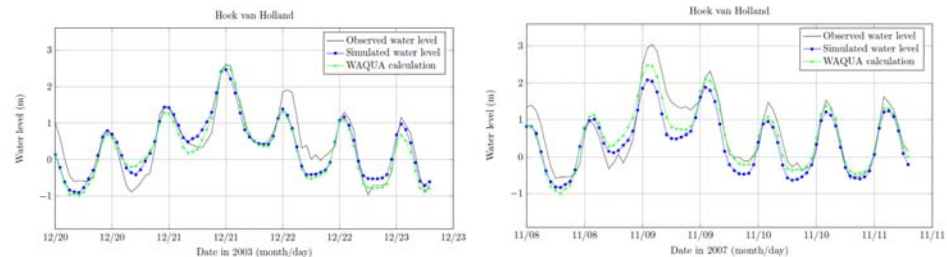 Hoek van Holland
Observed water level
Simulated water level
WAQUA calculation
Water level (m)
3
2
1
0
−1
12/20 12/20 12/21 12/21 12/22 12/22 12/23 12/23
Date in 2003 (month/day)
Hoek van Holland
Observed water level
Simulated water level
WAQUA calculation
Water level (m)
3
2
1
0
−1
11/08 11/08 11/09 11/09 11/10 11/10 11/11 11/11
Date in 2007 (month/day)